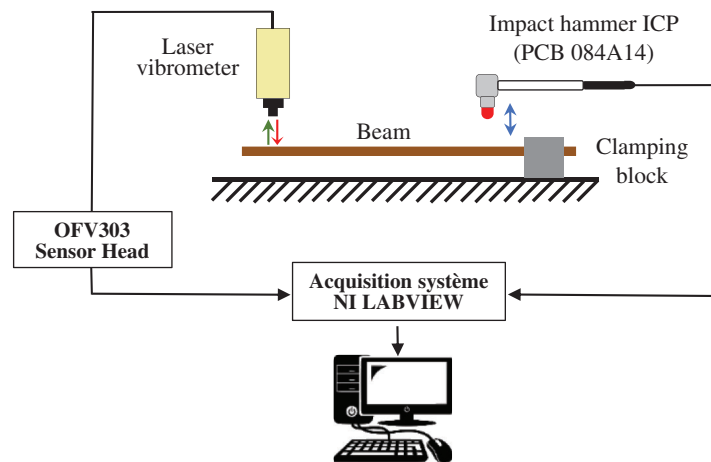 Laser
vibrometer
Impact hammer ICP
(PCB 084A14)
Beam
Clamping
block
OFV303
Sensor Head
Acquisition système
NI LABVIEW